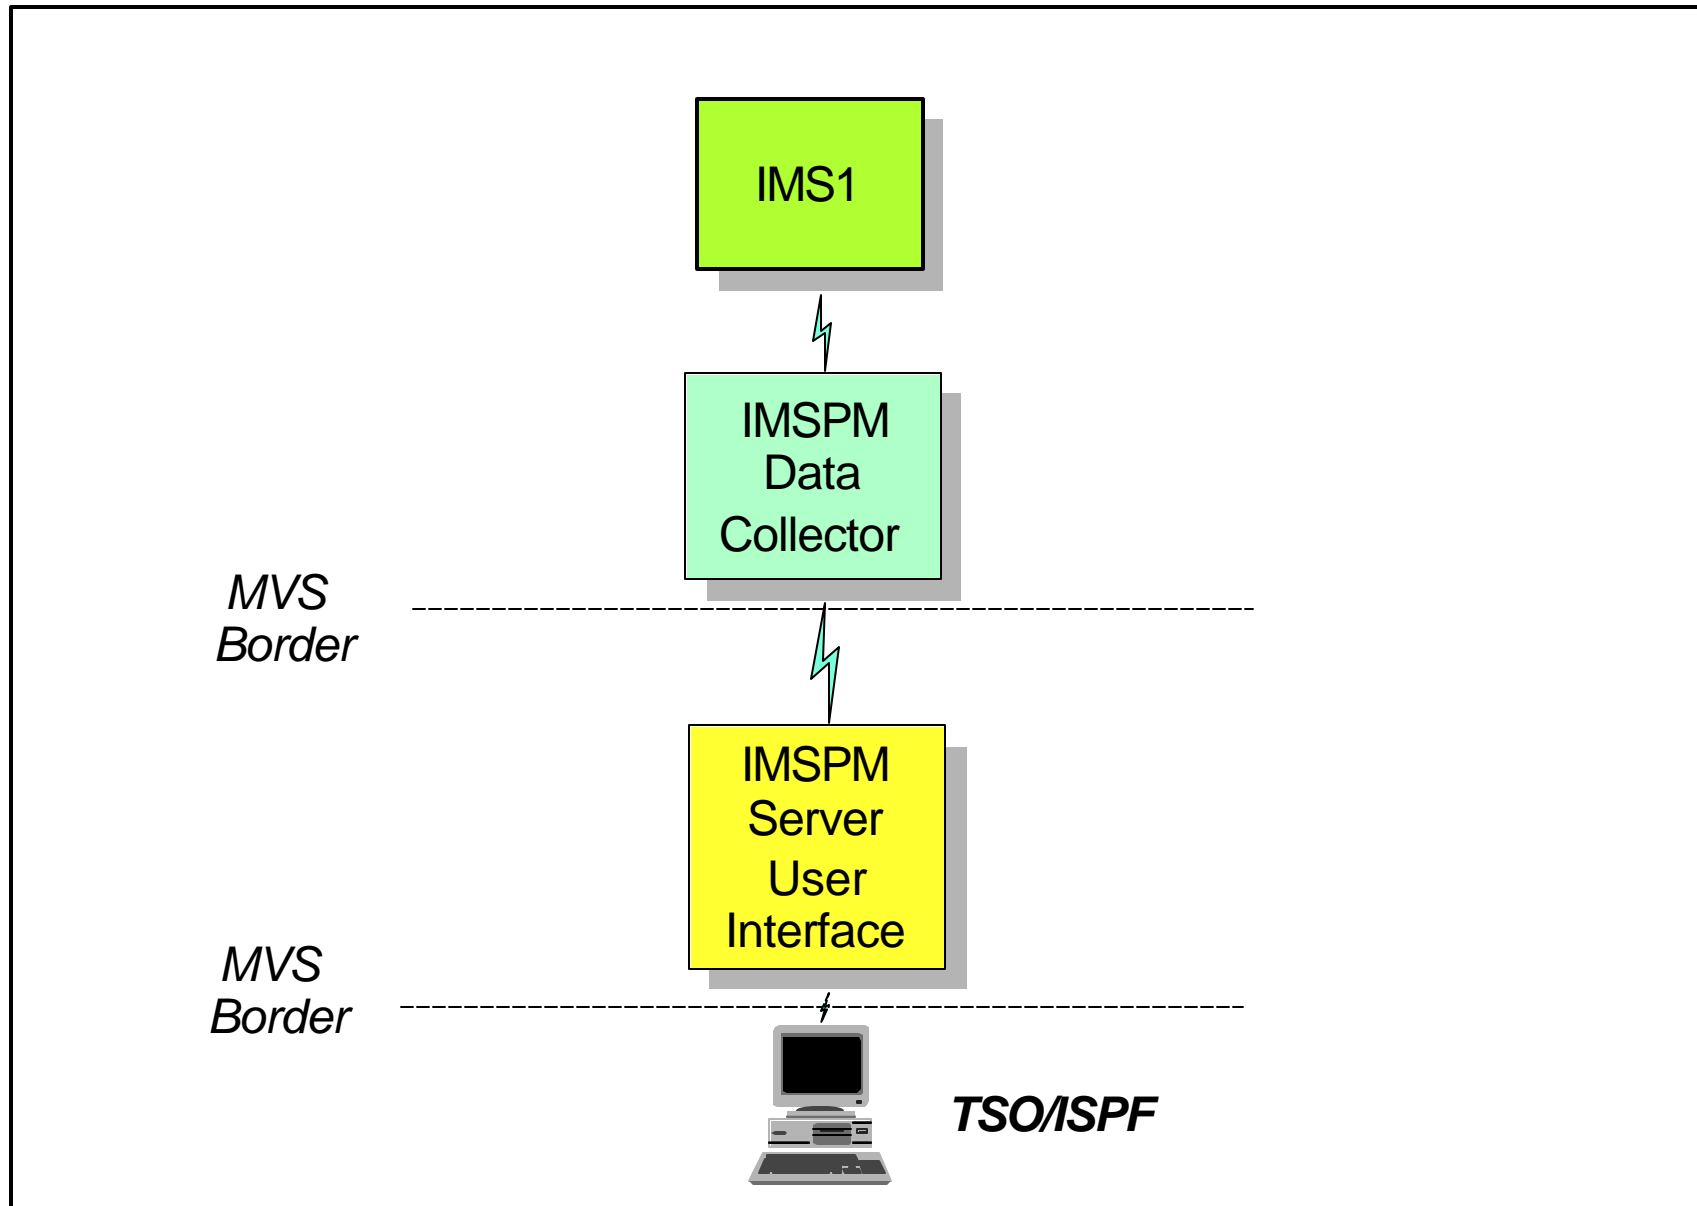 IMS1
IMSPM
Data
Collector
MVS
Border
IMSPM
Server
User
Interface
MVS
Border
TSO/ISPF